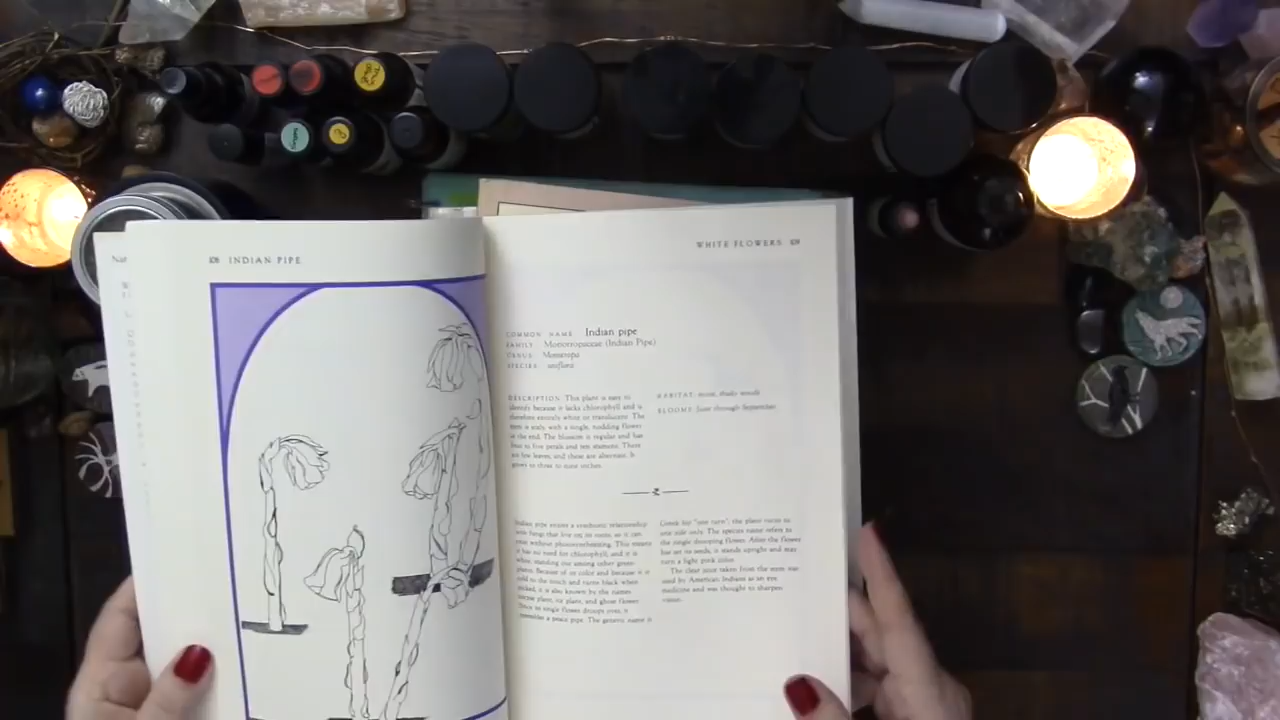 INDIAN PIPE
WHITE FLOWERS
COMMON NAME Indian pipe
FAMILY Monotropaceae (Indian Pipe)
GENUS Monotropa
SPECIES uniflora
DESCRIPTION This plant is easy to
identify because it lacks chlorophyll and is
therefore entirely white or translucent. The
stem is scaly with a single, nodding flower
at the end. The blossom is regular and has
four to five petals and ten stamens. There
are few leaves, and these are alternate. It
grows to three to nine inches.
HABITAT moist, shady woods
BLOOMS June through September
Indian pipe enjoys a symbiotic relationship
with fungi that live on its roots, so it can
exist without photosynthesizing. This means
it has no need for chlorophyll, and it is
white, standing out among other green
plants. Because of its color and because it is
cold to the touch and turns black when
picked, it is also known by the names
corpse plant, ice plant, and ghost flower.
Since its single flower droops over, it
resembles a peace pipe. The generic name is
Greek for "one turn"; the plant turns to
one side only. The species name refers to
the single drooping flower. After the flower
has set its seeds, it stands upright and may
turn a light pink color.
The clear juice taken from the stem was
used by American Indians as an eye
medicine and was thought to sharpen
vision.